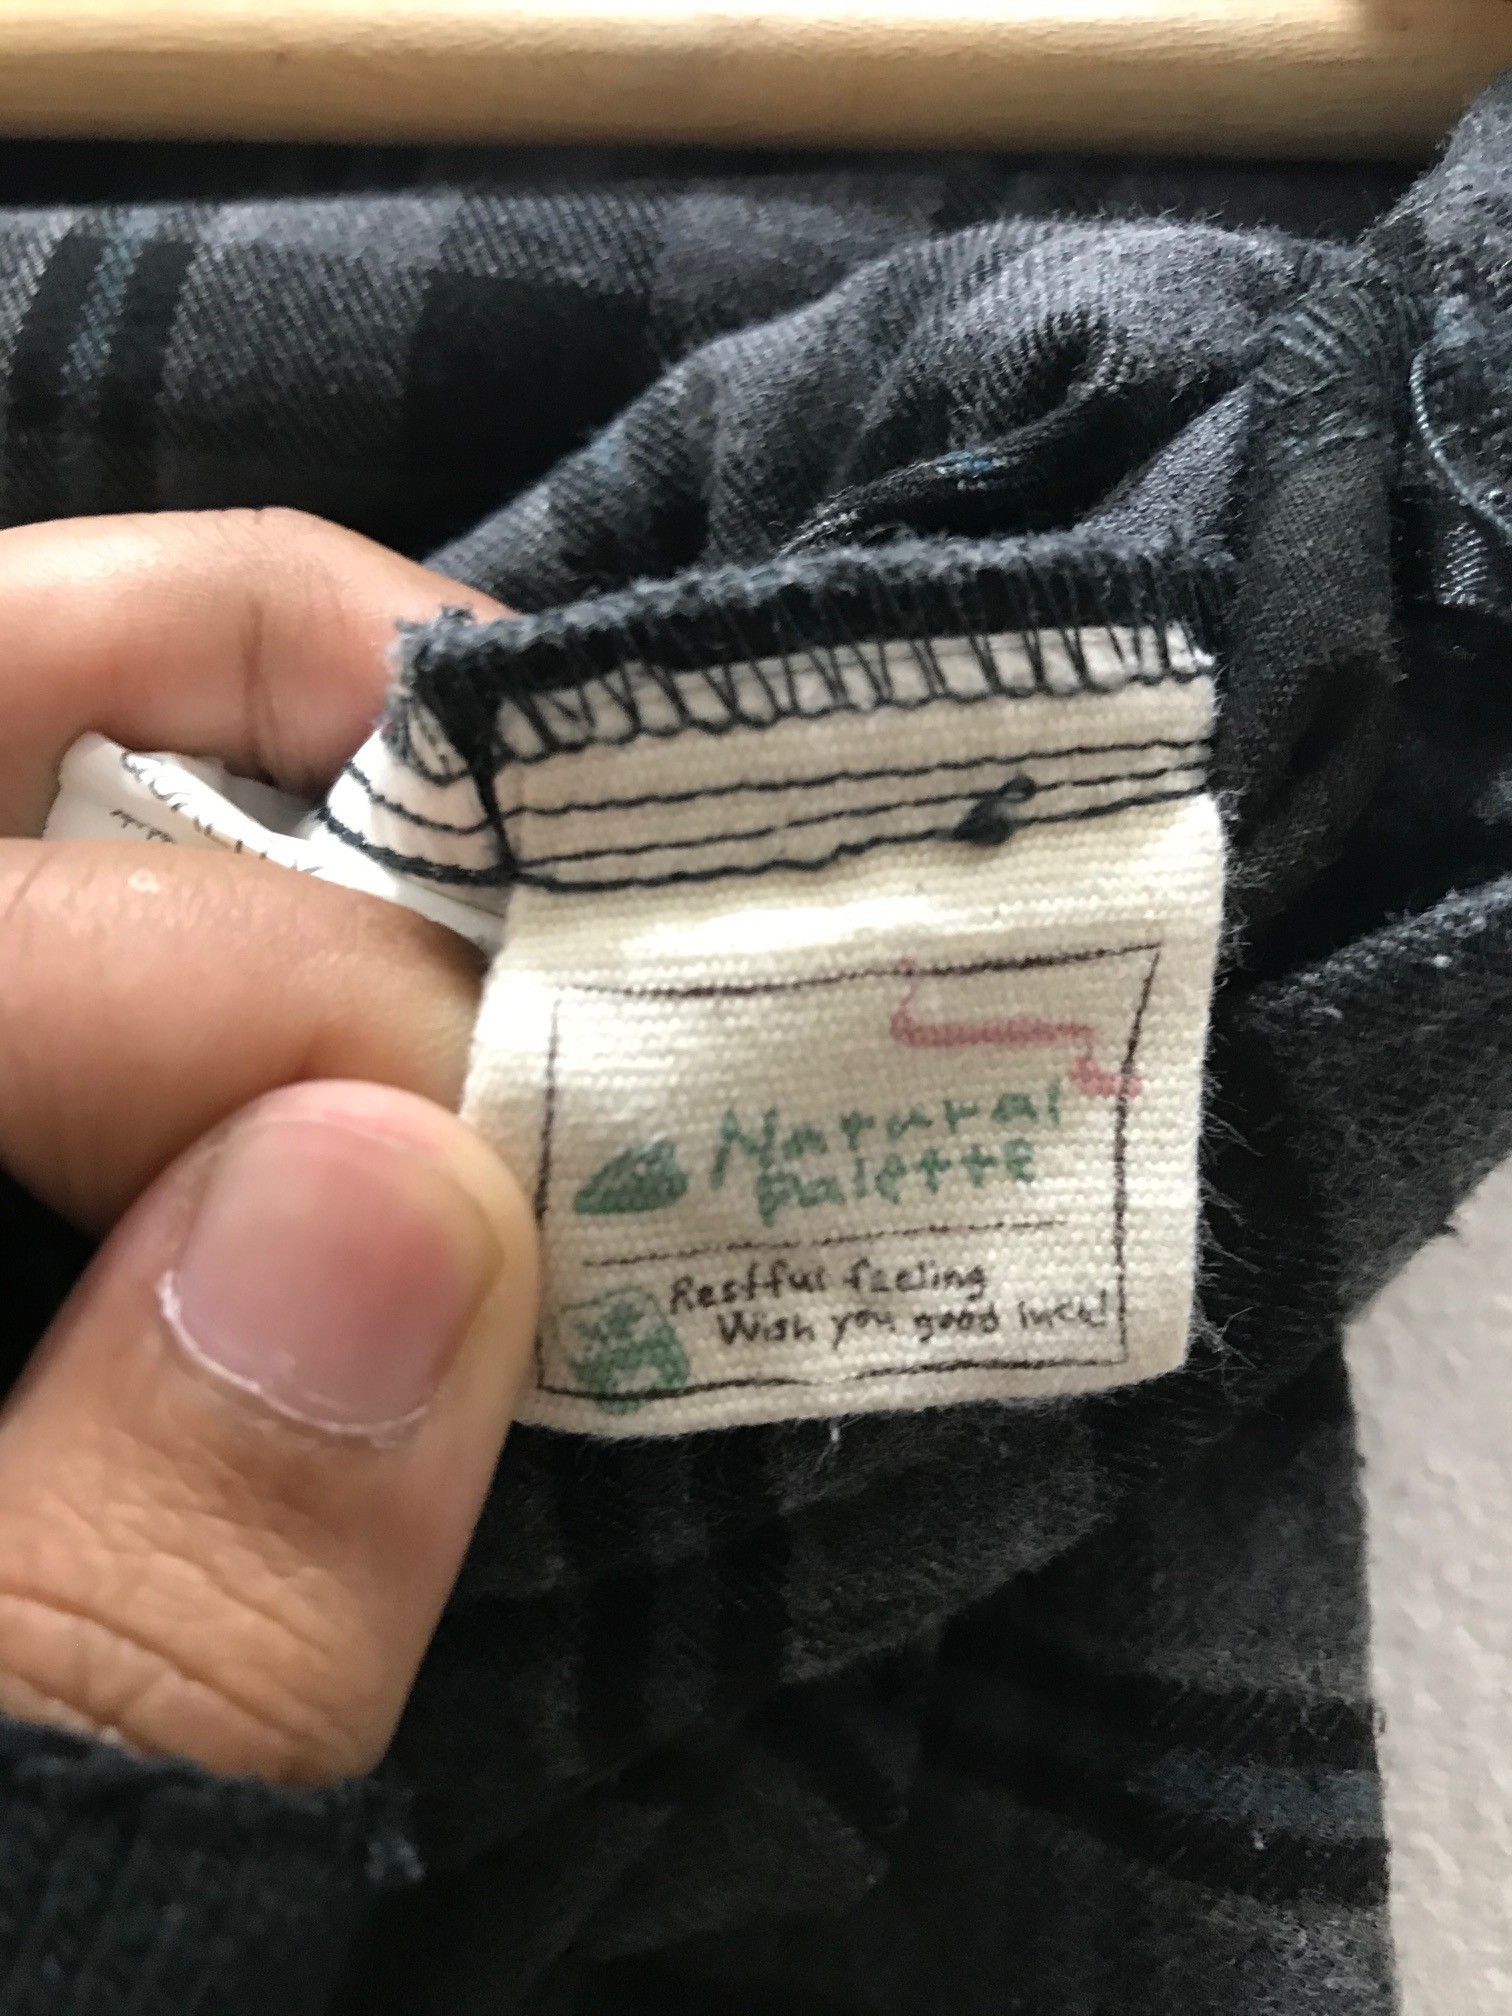 Natural
Palette
Restful feeling
Wish you good luck!